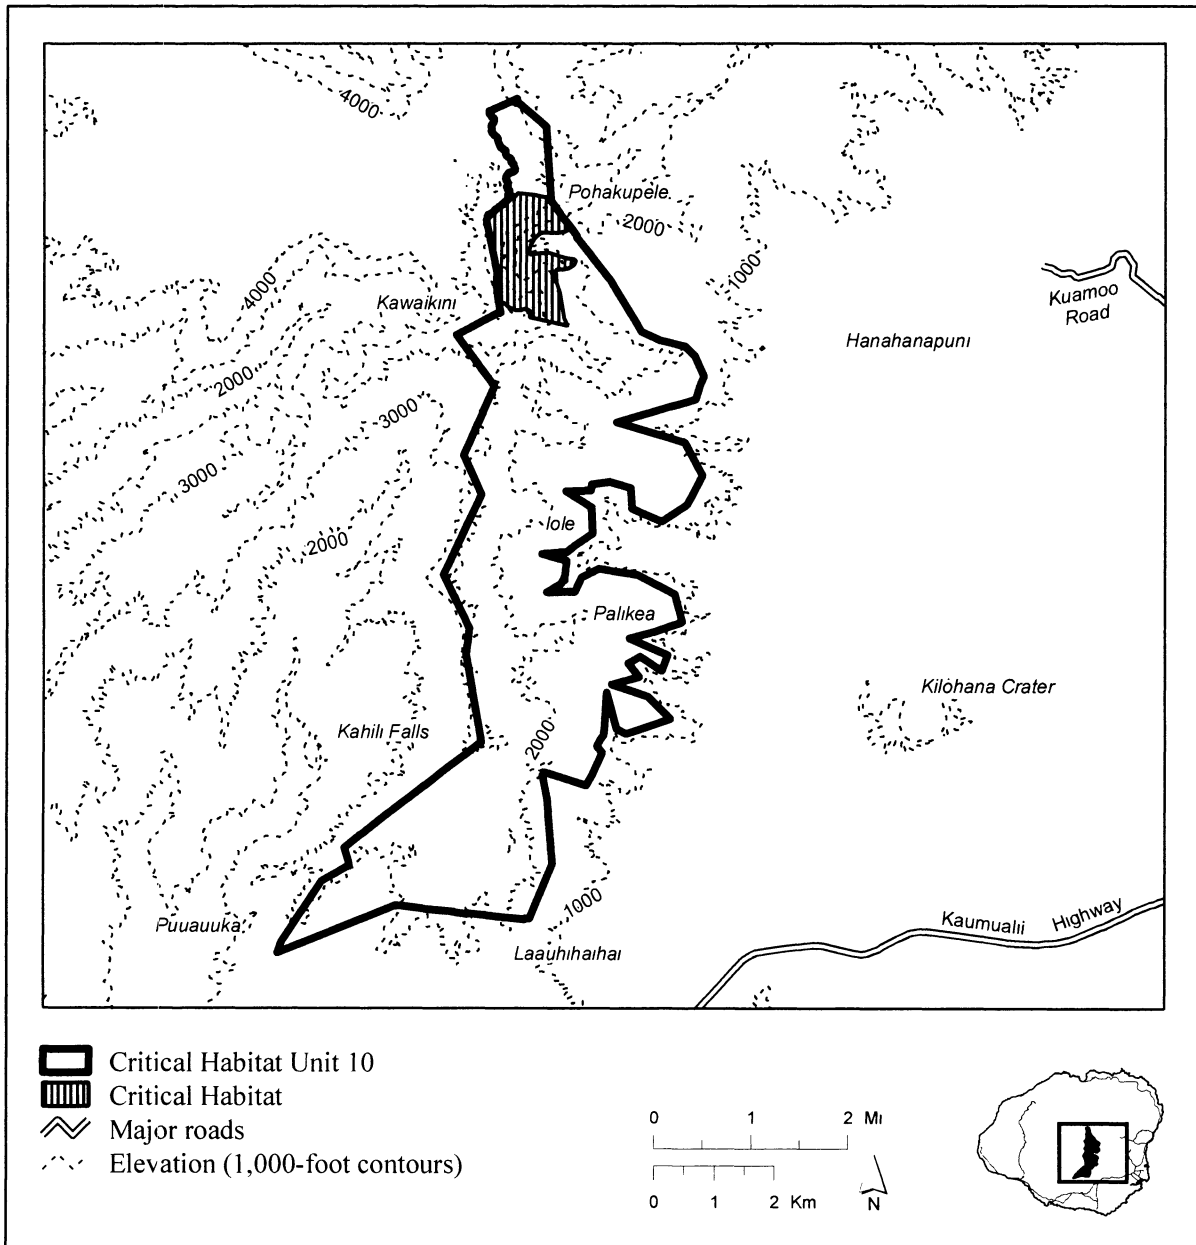 4000
Pohakupele
2000
1000
4000
Kawaikini
Kuamoo
Road
Hanahanapuni
2000
3000
3000
Iole
2000
Palikea
Kilohana Crater
Kahili Falls
2000
1000
Puuauuka
Laauhihaihai
Kaumualii Highway
Critical Habitat Unit 10
Critical Habitat
Major roads
Elevation (1,000-foot contours)
0 1 2 Mi
0 1 2 Km
N